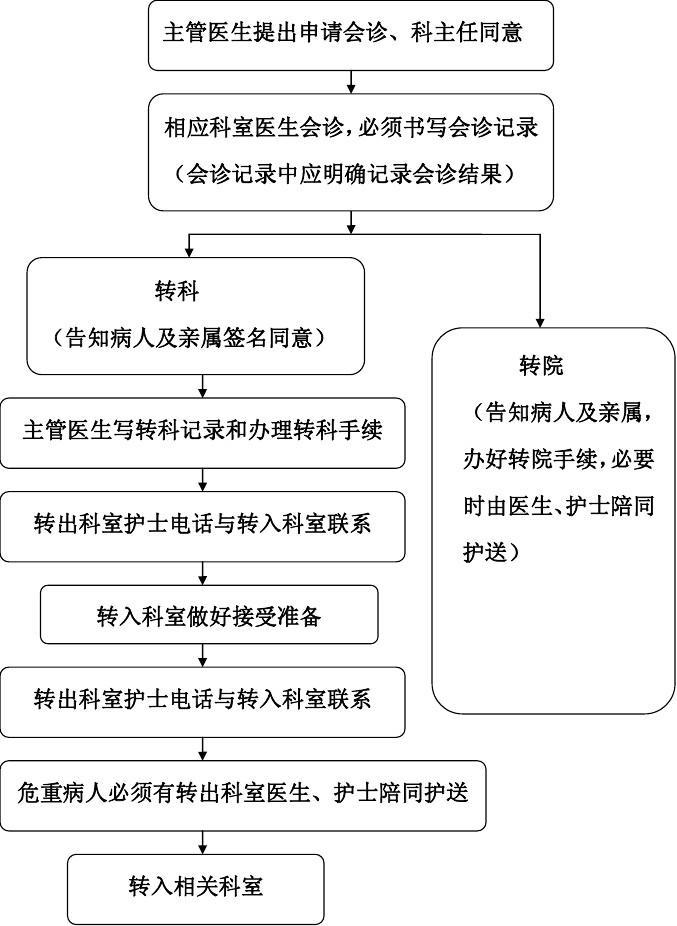 主管医生提出申请会诊、科主任同意
相应科室医生会诊，必须书写会诊记录
（会诊记录中应明确记录会诊结果）
转科
（告知病人及亲属签名同意）
主管医生写转科记录和办理转科手续
转出科室护士电话与转入科室联系
转入科室做好接受准备
转出科室护士电话与转入科室联系
危重病人必须有转出科室医生、护士陪同护送
转入相关科室
转院
（告知病人及亲属，
办好转院手续，必要
时由医生、护士陪同
护送）